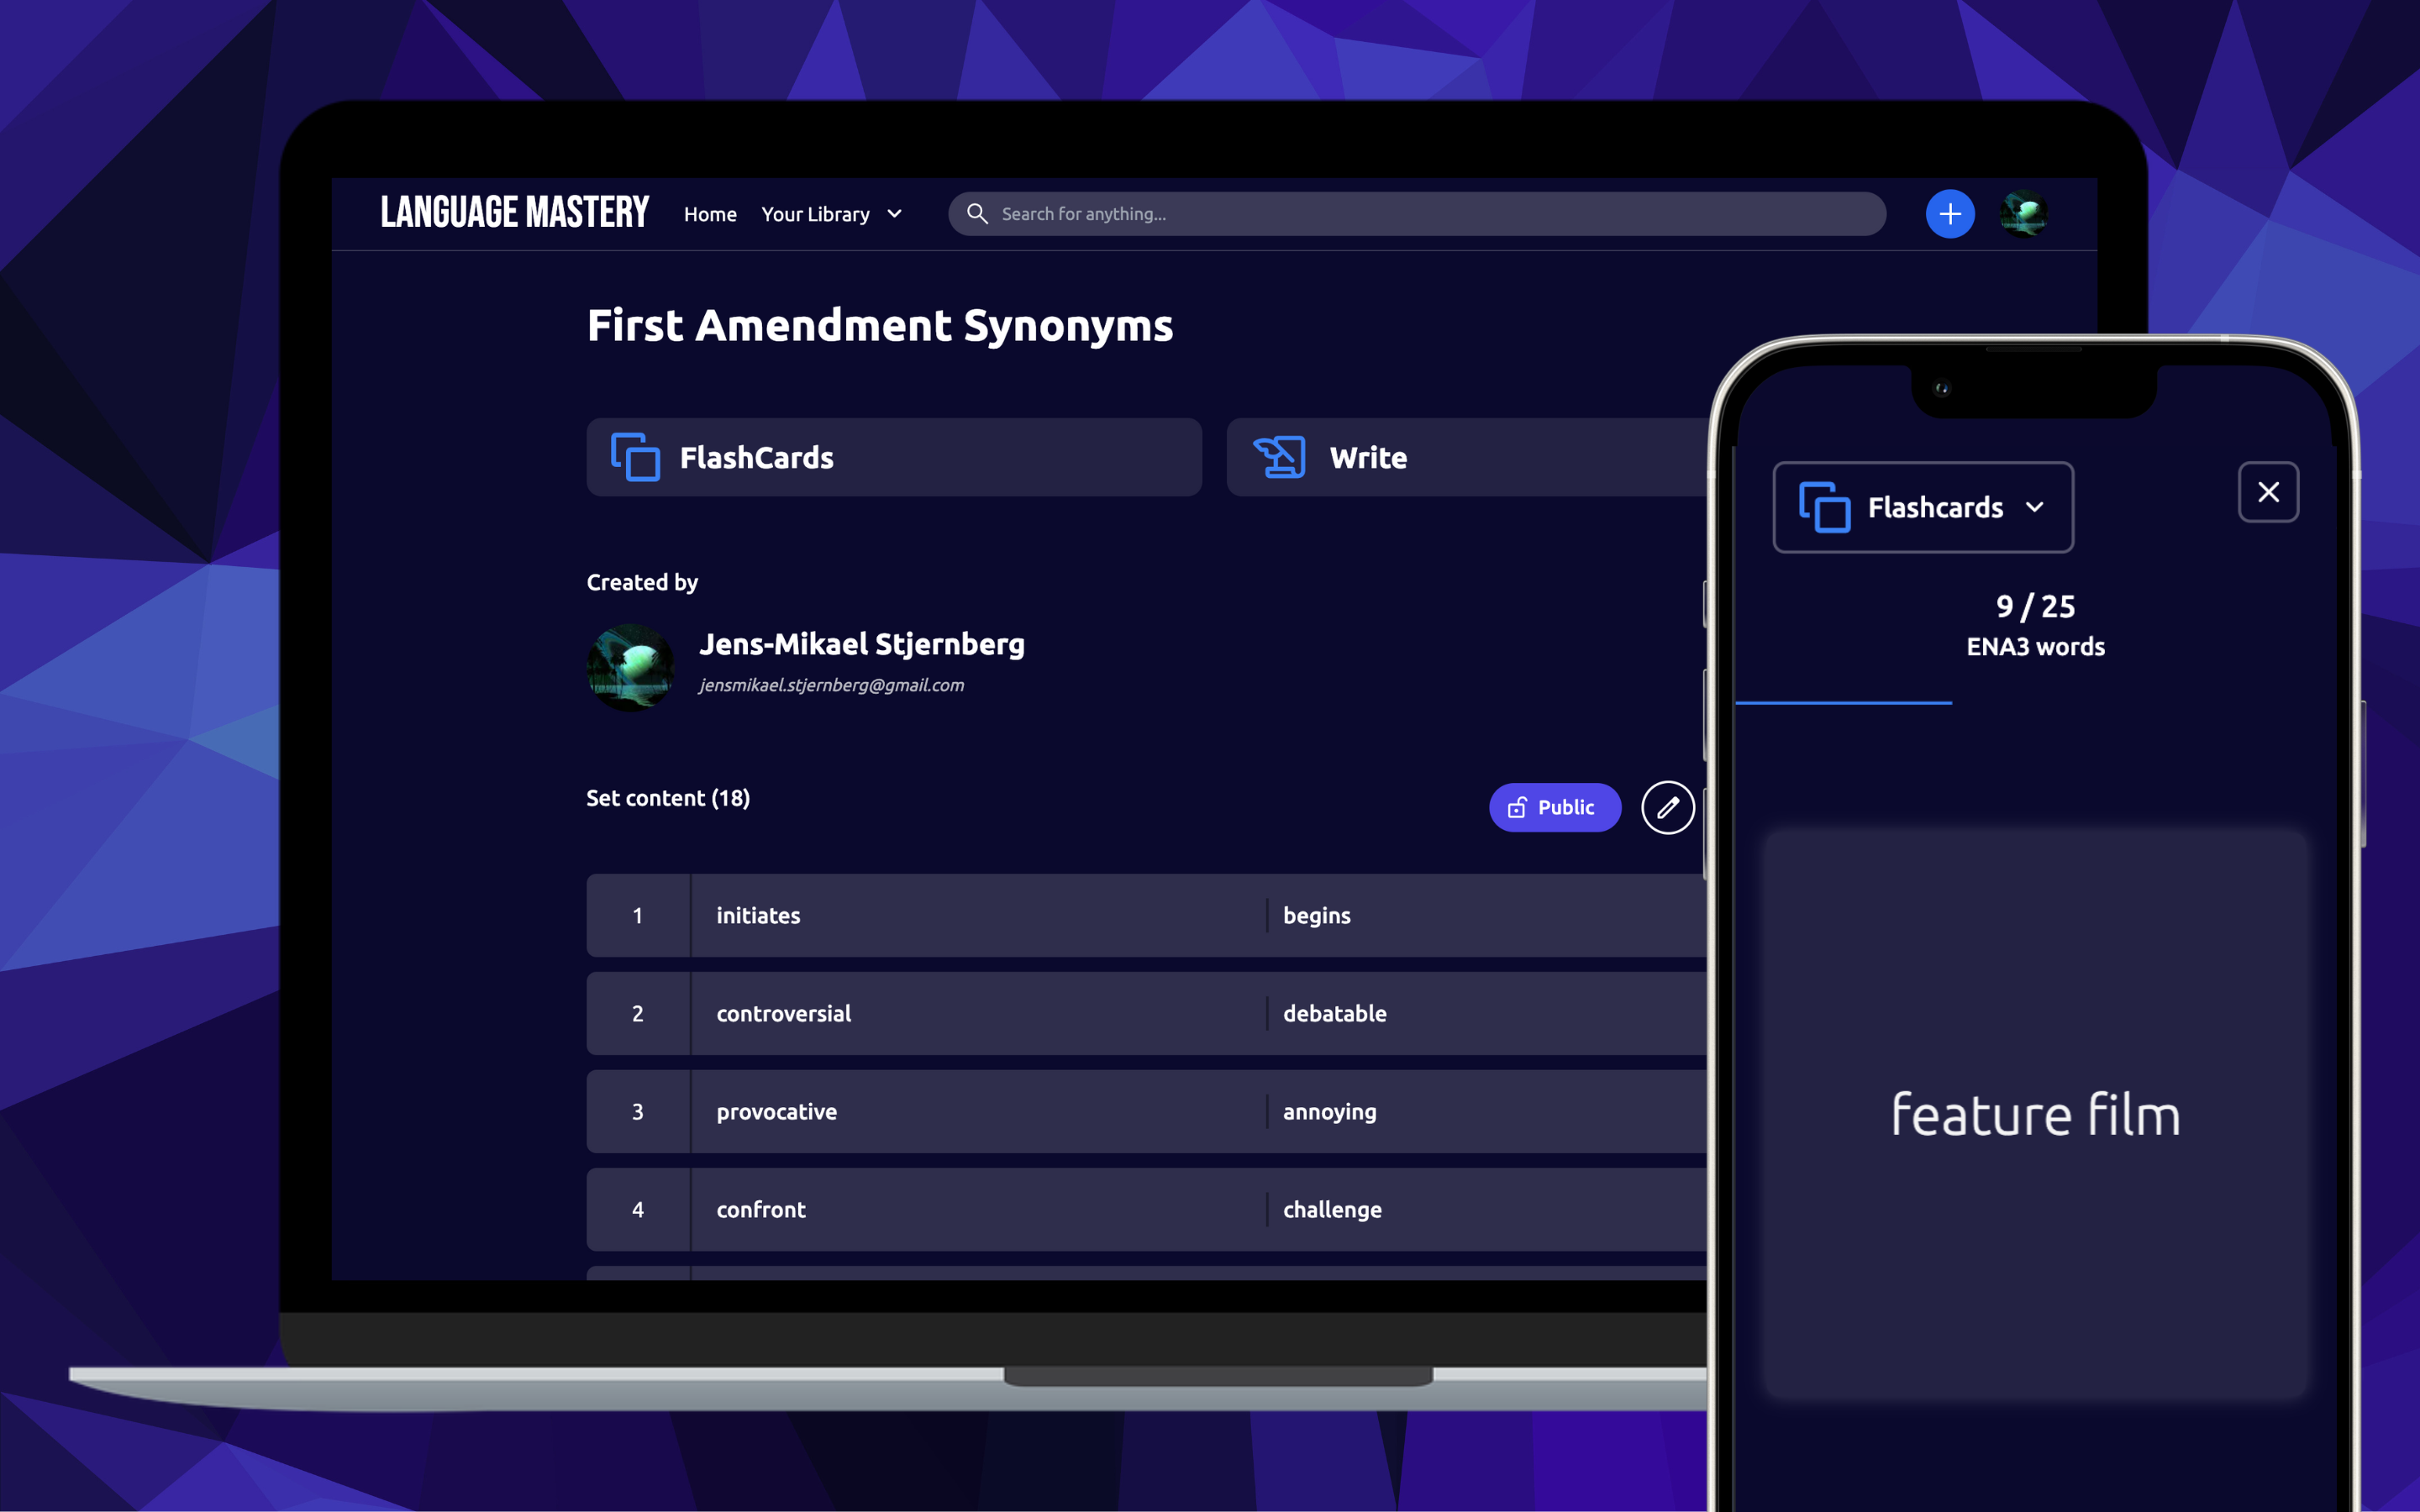 LANGUAGE MASTERY Home Your Library Search for anything...
First Amendment Synonyms
FlashCards Write
Created by
Jens-Mikael Stjernberg
jensmikael.stjernberg@gmail.com
Set content (18) Public
1 initiates begins
2 controversial debatable
3 provocative annoying
4 confront challenge
Flashcards
9 / 25
ENA3 words
feature film